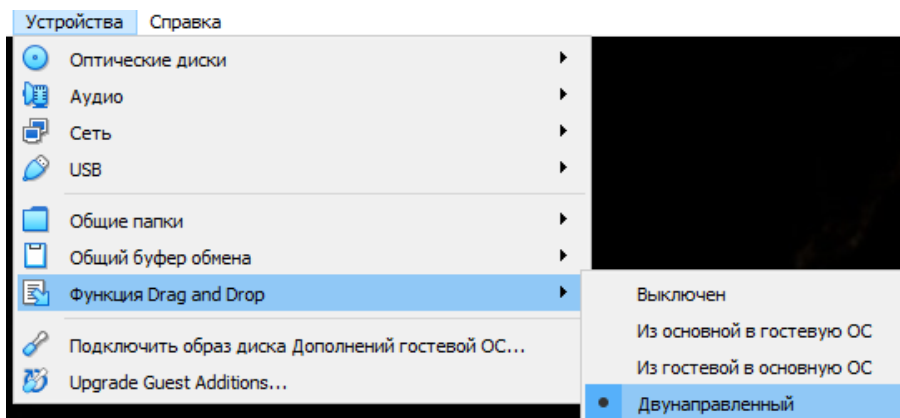 Устройства Справка
Оптические диски
Аудио
Сеть
USB
Общие папки
Общий буфер обмена
Функция Drag and Drop
Выключен
Из основной в гостевую ОС
Подключить образ диска Дополнений гостевой ОС...
Из гостевой в основную ОС
Upgrade Guest Additions...
Двунаправленный